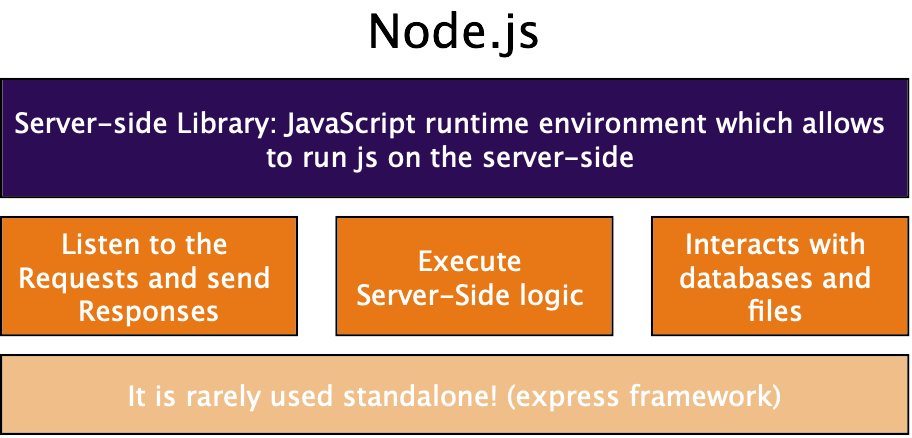 Node.js
Server-side Library: JavaScript runtime environment which allows
to run js on the server-side
Listen to the
Requests and send
Responses
Execute
Server-Side logic
Interacts with
databases and
files
It is rarely used standalone! (express framework)